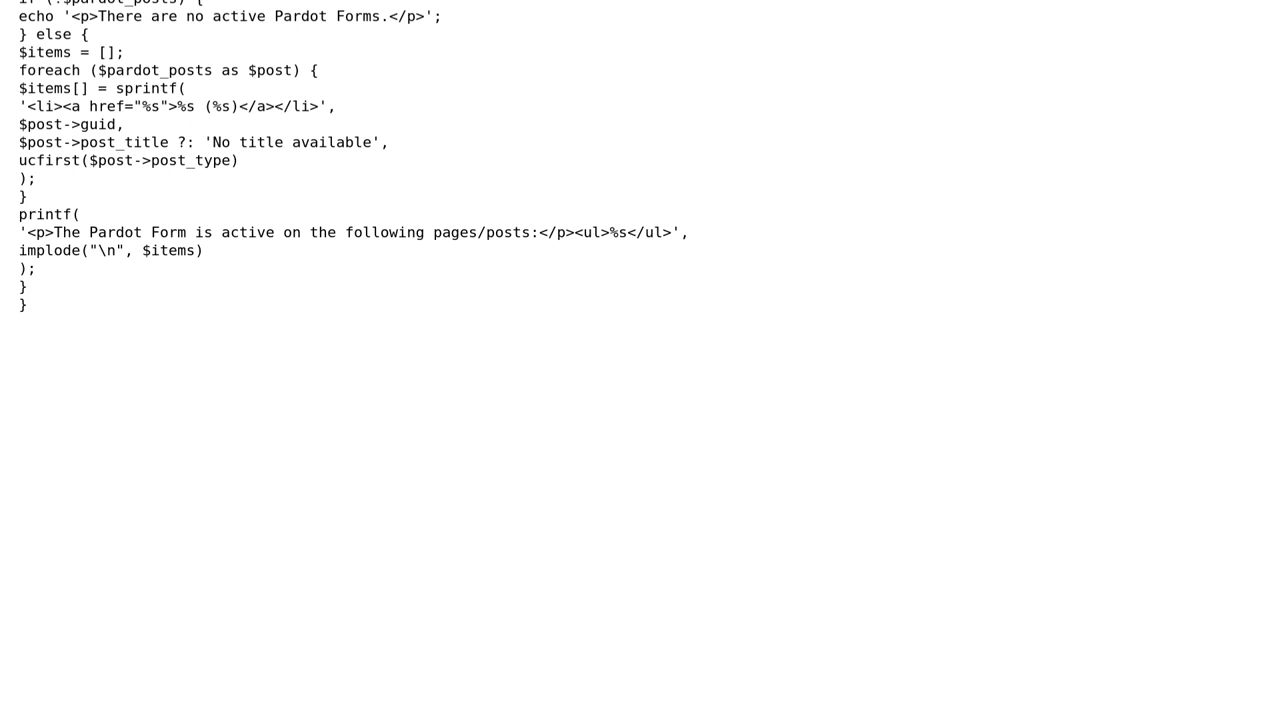 if (!$pardot_posts) {
echo '<p>There are no active Pardot Forms.</p>';
} else {
$items = [];
foreach ($pardot_posts as $post) {
$items[] = sprintf(
'<li><a href="%s">%s (%s)</a></li>',
$post->guid,
$post->post_title ?: 'No title available',
ucfirst($post->post_type)
);
}
printf(
'<p>The Pardot Form is active on the following pages/posts:</p><ul>%s</ul>',
implode("\n", $items)
);
}
}